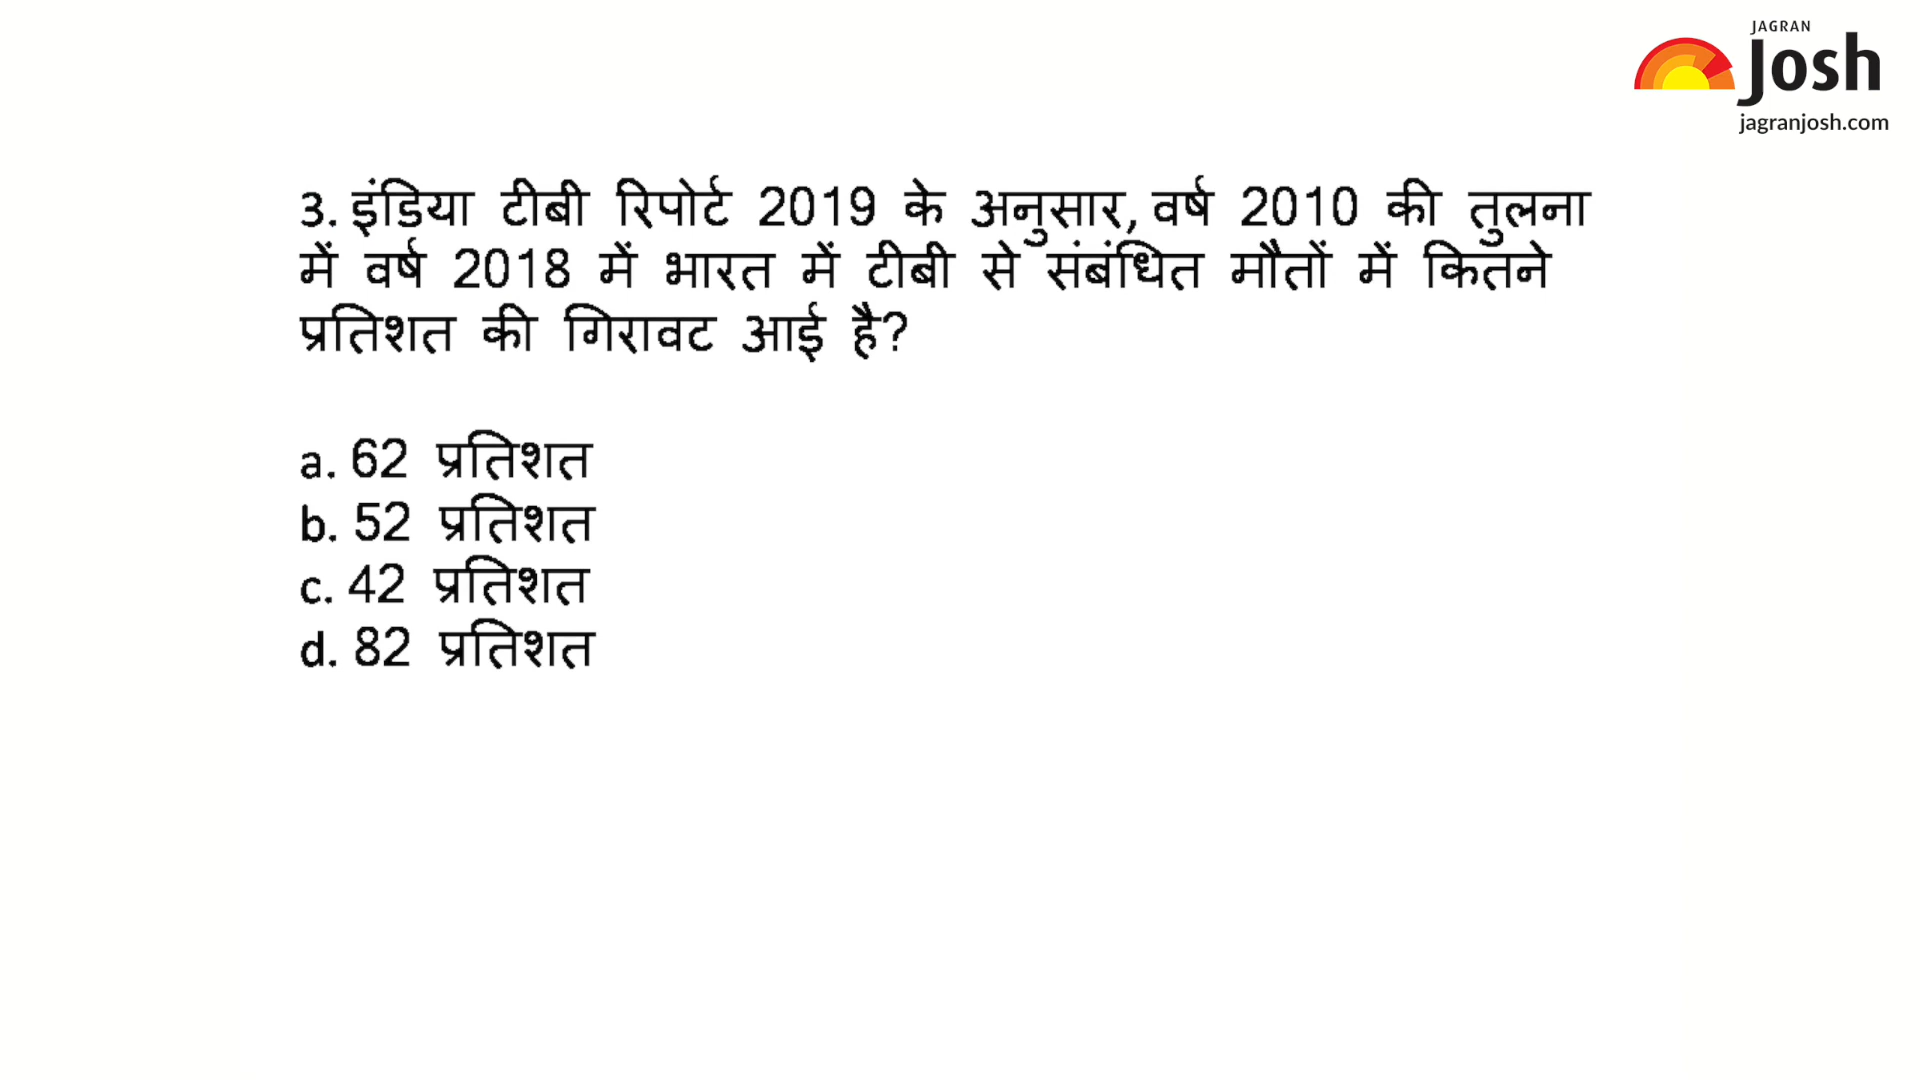 JAGRAN
Josh
jagranjosh.com
3. इंडिया टीबी रिपोर्ट 2019 के अनुसार, वर्ष 2010 की तुलना
में वर्ष 2018 में भारत में टीबी से संबंधित मौतों में कितने
प्रतिशत की गिरावट आई है?
a. 62 प्रतिशत
b. 52 प्रतिशत
c. 42 प्रतिशत
d. 82 प्रतिशत